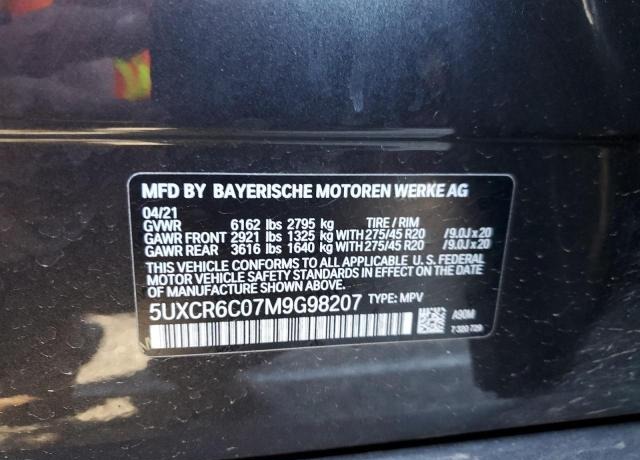 MFD BY BAYERISCHE MOTOREN WERKE AG
04/21
GVWR 6162 lbs 2795 kg TIRE / RIM
GAWR FRONT 2921 lbs 1325 kg WITH 275/45 R20 /9.0J x 20
GAWR REAR 3616 lbs 1640 kg WITH 275/45 R20 /9.0J x 20
THIS VEHICLE CONFORMS TO ALL APPLICABLE U. S. FEDERAL
MOTOR VEHICLE SAFETY STANDARDS IN EFFECT ON THE DATE
OF MANUFACTURE SHOWN ABOVE.
5UXCR6C07M9G98207 TYPE: MPV
A90M
7 320 729